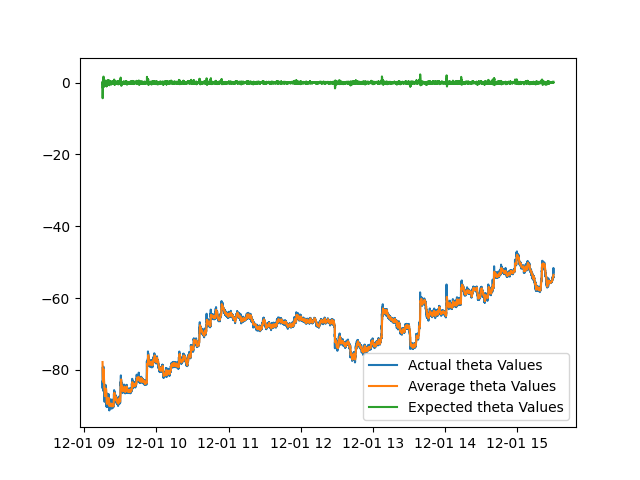 0
−20
−40
−60
−80
12-01 09 12-01 10 12-01 11 12-01 12 12-01 13 12-01 14 12-01 15
Actual theta Values
Average theta Values
Expected theta Values